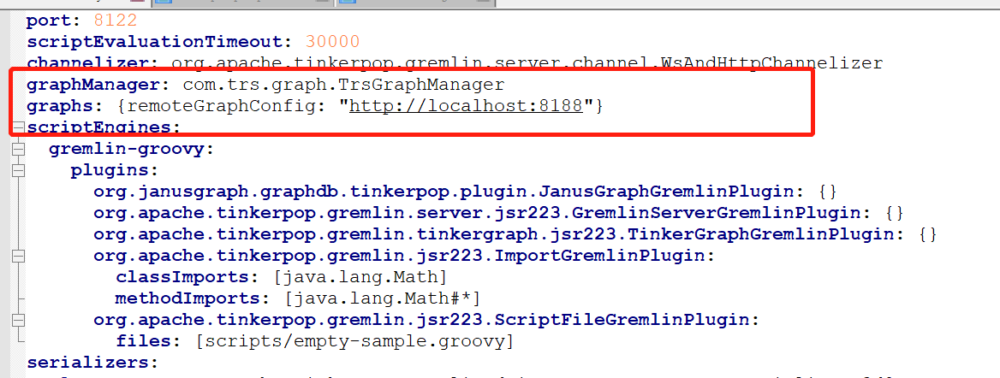 port: 8122
scriptEvaluationTimeout: 30000
channelizer: org.apache.tinkerpop.gremlin.server.channel.WsAndHttpChannelizer
graphManager: com.trs.graph.TrsGraphManager
graphs: {remoteGraphConfig: "http://localhost:8188"}
scriptEngines:
gremlin-groovy:
plugins:
org.janusgraph.graphdb.tinkerpop.plugin.JanusGraphGremlinPlugin: {}
org.apache.tinkerpop.gremlin.server.jsr223.GremlinServerGremlinPlugin: {}
org.apache.tinkerpop.gremlin.tinkergraph.jsr223.TinkerGraphGremlinPlugin: {}
org.apache.tinkerpop.gremlin.jsr223.ImportGremlinPlugin:
classImports: [java.lang.Math]
methodImports: [java.lang.Math#*]
org.apache.tinkerpop.gremlin.jsr223.ScriptFileGremlinPlugin:
files: [scripts/empty-sample.groovy]
serializers: